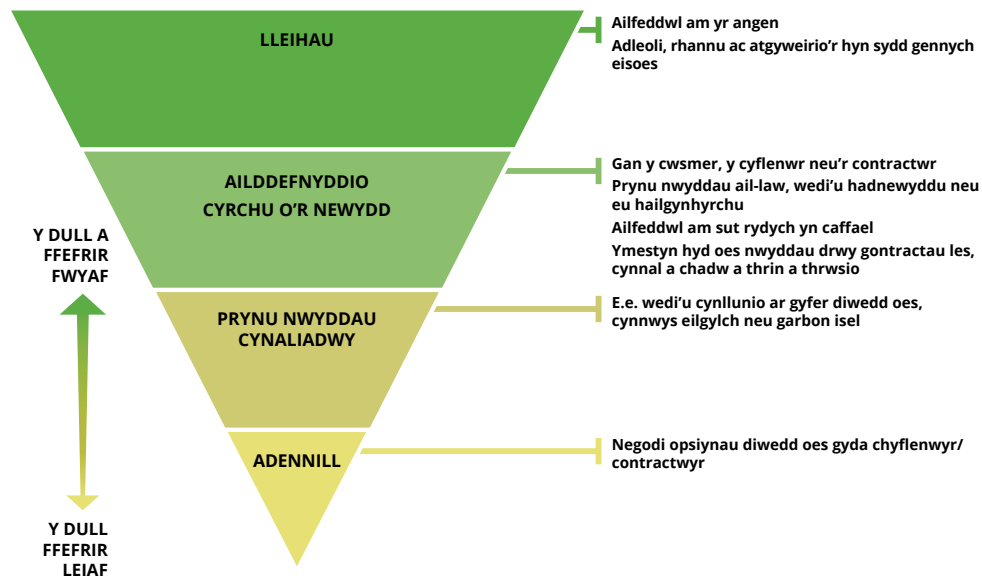 LLEIHAU
Ailfeddwl am yr angen
Adleoli, rhannu ac atgyweirio’r hyn sydd gennych
eisoes
AILDDEFNYDDIO
CYRCHU O’R NEWYDD
Gan y cwsmer, y cyflenwr neu’r contractwr
Prynu nwyddau ail-law, wedi’u hadnewyddu neu
eu hailgynhyrchu
Ailfeddwl am sut rydych yn caffael
Ymestyn hyd oes nwyddau drwy gontractau les,
cynnal a chadw a thrin a thrwsio
Y DULL A
FFEFRIR
FWYAF
PRYNU NWYDDAU
CYNALIADWY
E.e. wedi’u cynllunio ar gyfer diwedd oes,
cynnwys eilgylch neu garbon isel
ADENNILL
Negodi opsiynau diwedd oes gyda chyflenwyr/
contractwyr
Y DULL
FFEFRIR
LEIAF